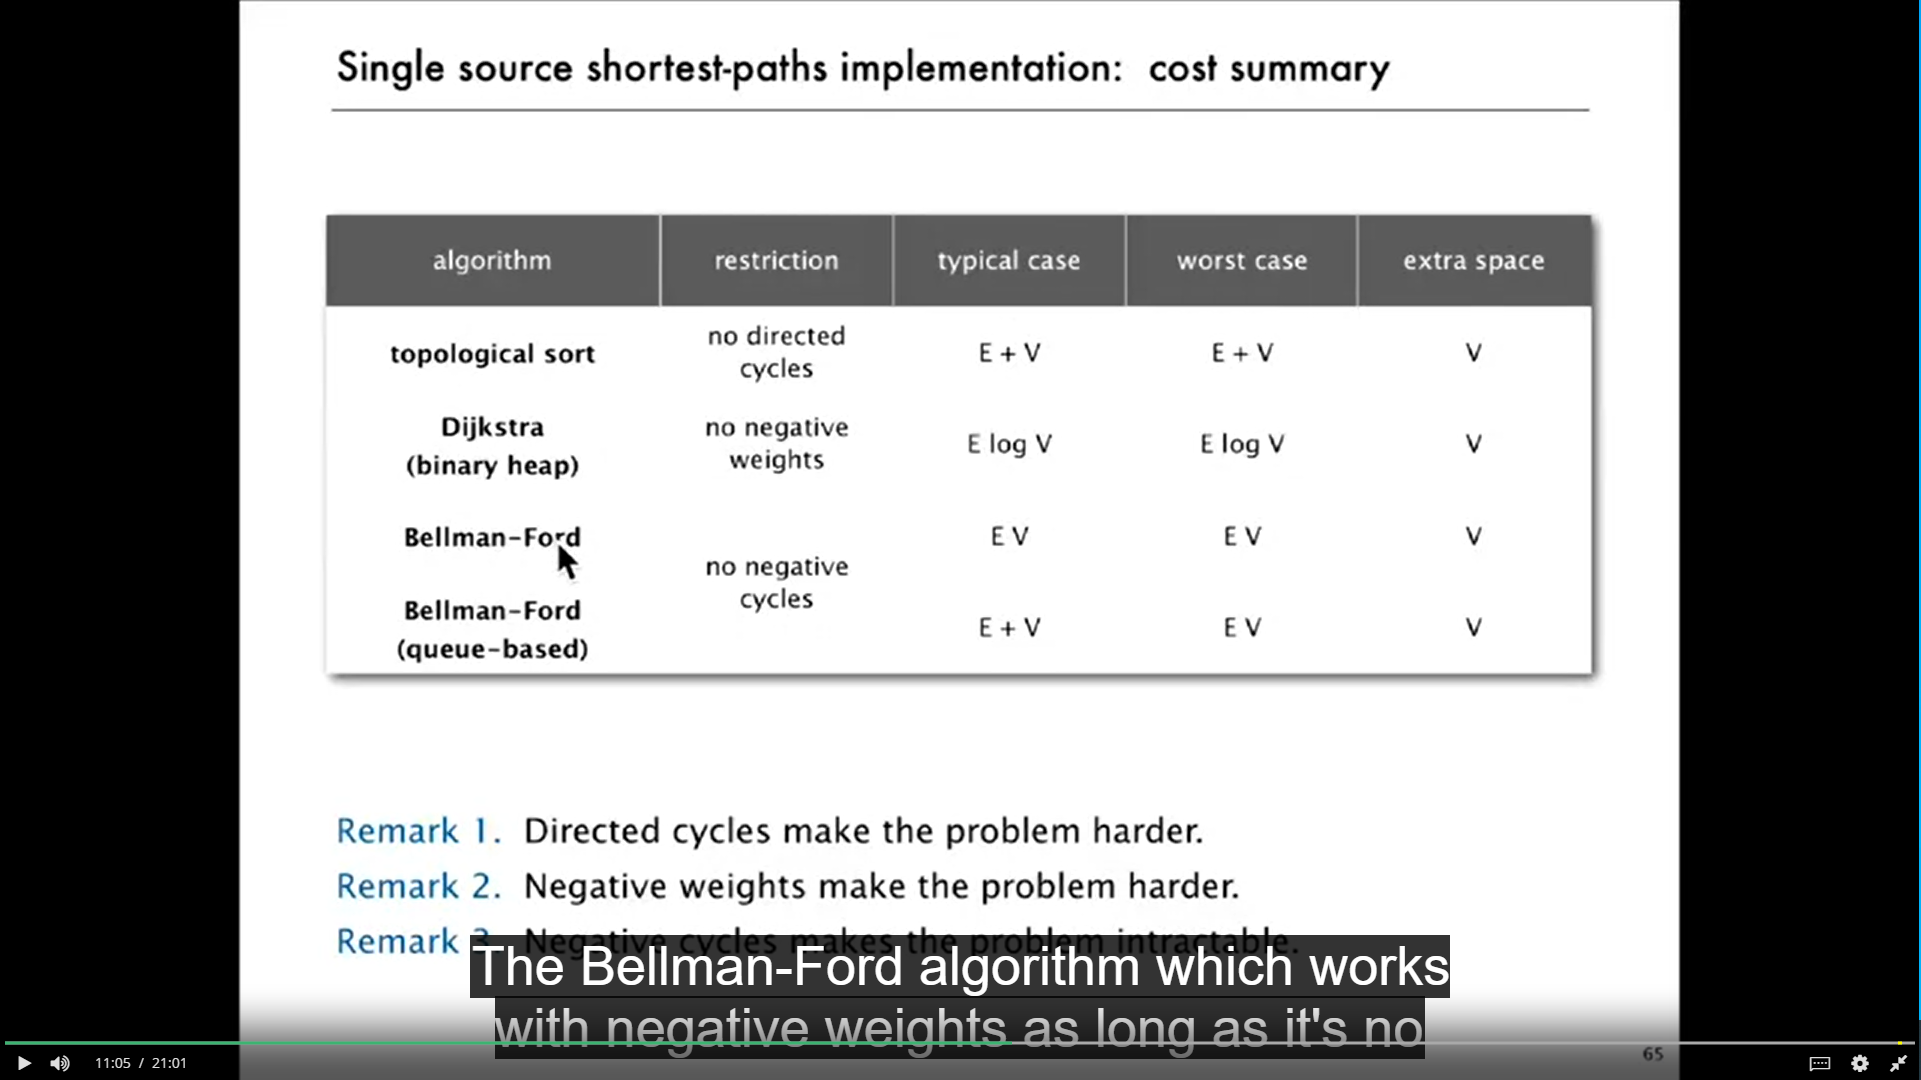 Single source shortest-paths implementation: cost summary
algorithm
restriction
typical case
worst case
extra space
topological sort
no directed
cycles
E + V
E + V
V
Dijkstra
(binary heap)
no negative
weights
E log V
E log V
V
Bellman-Ford
E V
E V
V
no negative
cycles
Bellman-Ford
(queue-based)
E + V
E V
V
Remark 1. Directed cycles make the problem harder.
Remark 2. Negative weights make the problem harder.
Remark 3. Negative cycles makes the problem intractable.
The Bellman-Ford algorithm which works
with negative weights as long as it's no
11:05 / 21:01
65